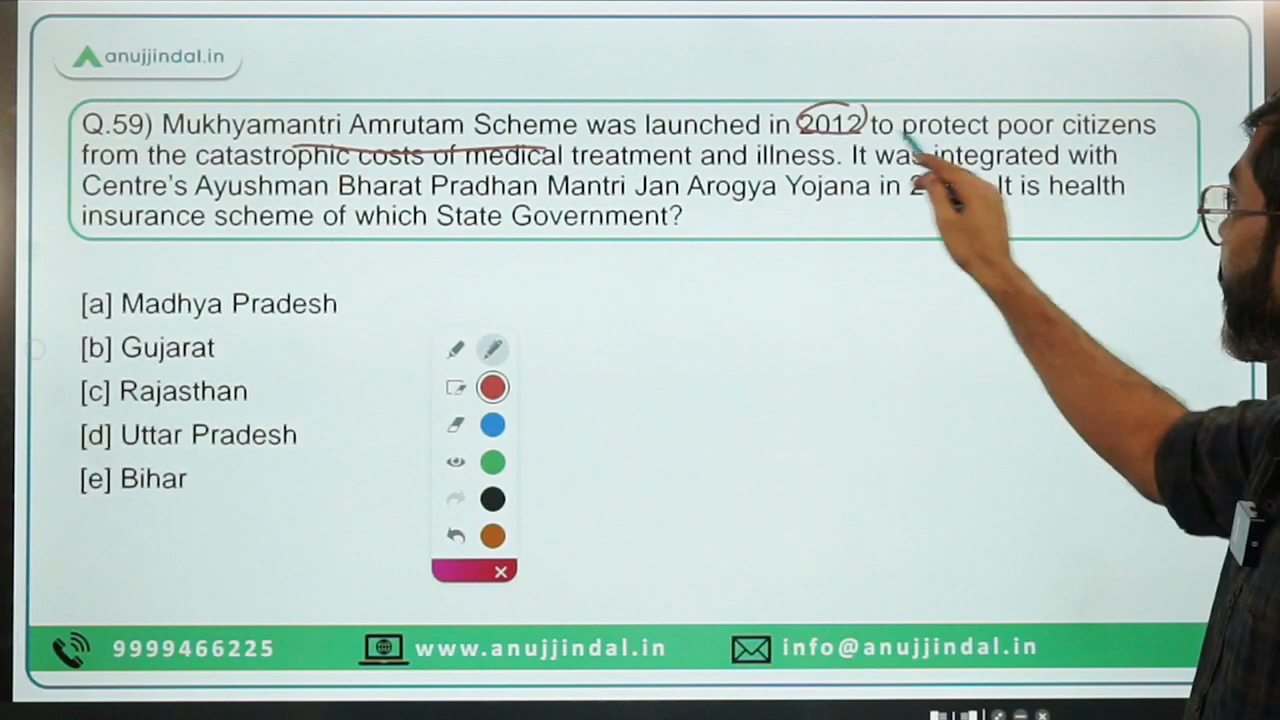 anujjindal.in
Q.59) Mukhyamantri Amrutam Scheme was launched in 2012 to protect poor citizens
from the catastrophic costs of medical treatment and illness. It was integrated with
Centre's Ayushman Bharat Pradhan Mantri Jan Arogya Yojana in It is health
insurance scheme of which State Government?
[a] Madhya Pradesh
[b] Gujarat
[c] Rajasthan
[d] Uttar Pradesh
[e] Bihar
9999466225 www.anujjindal.in info@anujjindal.in